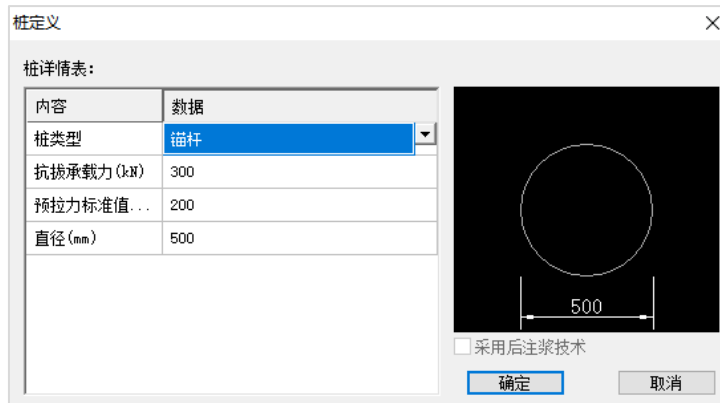 桩定义
桩详情表:
内容 数据
桩类型 锚杆
抗拔承载力(kN) 300
预拉力标准值... 200
直径(mm) 500
500
采用后注浆技术
确定 取消